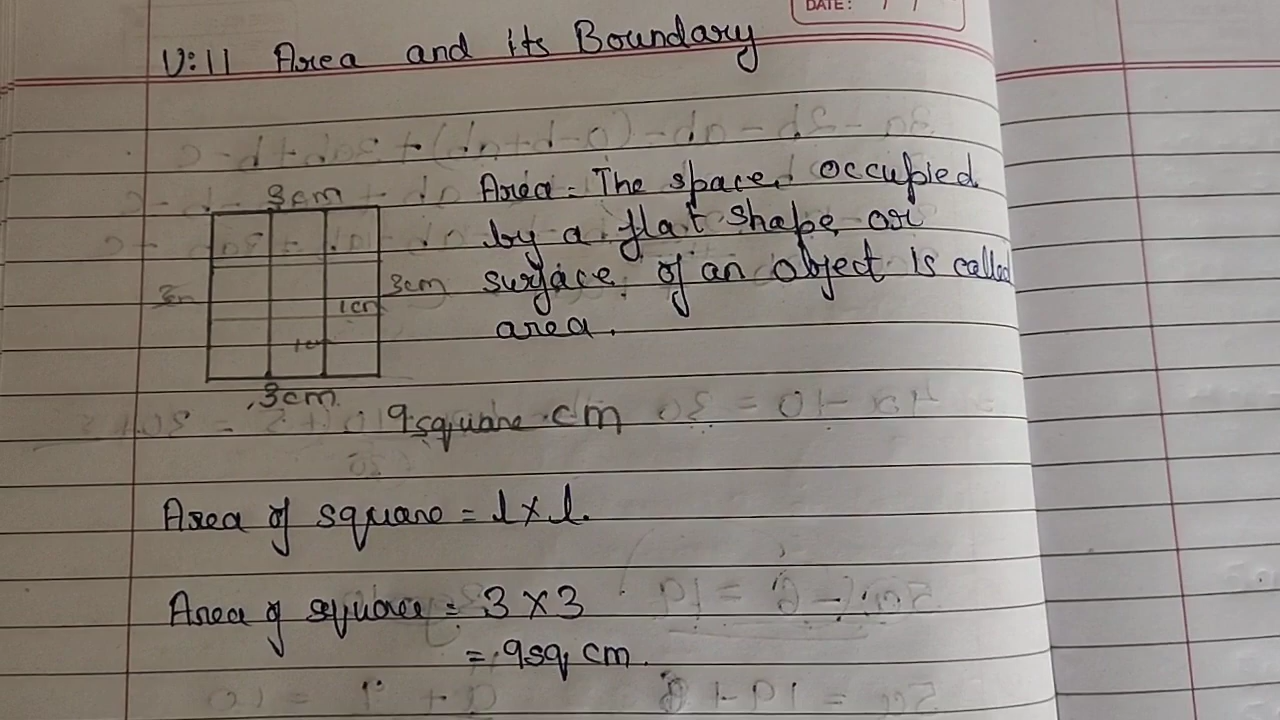 DATE: / /
U:11 Area and its Boundary
3cm
Area - The space occupied
by a flat shape or
surface of an object is called
area.
3cm
1cm
3cm
9 square cm
Area of square = l x l.
Area of square = 3 x 3
= 9 sq cm.